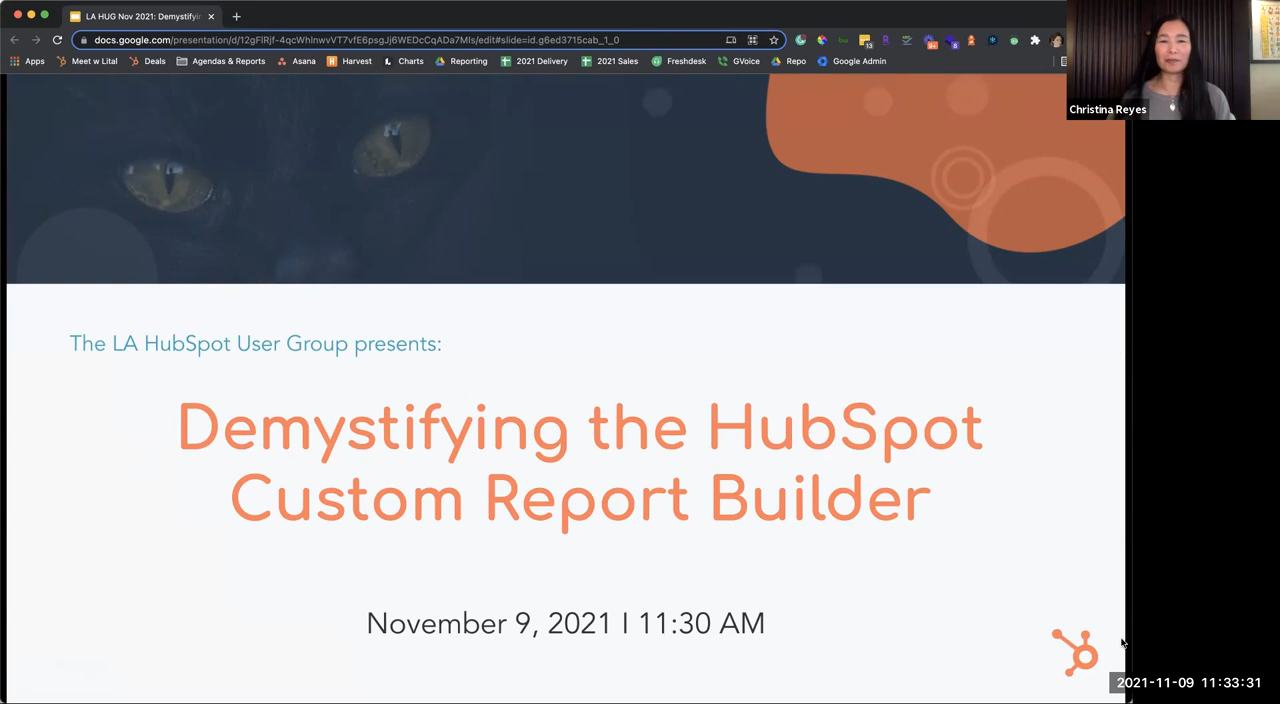 LA HUG Nov 2021: Demystifyi
docs.google.com/presentation/d/12gFlRjf-4qcWhlnwvVT7vfE6psgJj6WEDcCqADa7MIs/edit#slide=id.g6ed3715cab_1_0
Apps Meet w Lital Deals Agendas & Reports Asana Harvest Charts Reporting 2021 Delivery 2021 Sales Freshdesk GVoice Repo Google Admin
Christina Reyes
The LA HubSpot User Group presents:
Demystifying the HubSpot
Custom Report Builder
November 9, 2021 | 11:30 AM
2021-11-09 11:33:31